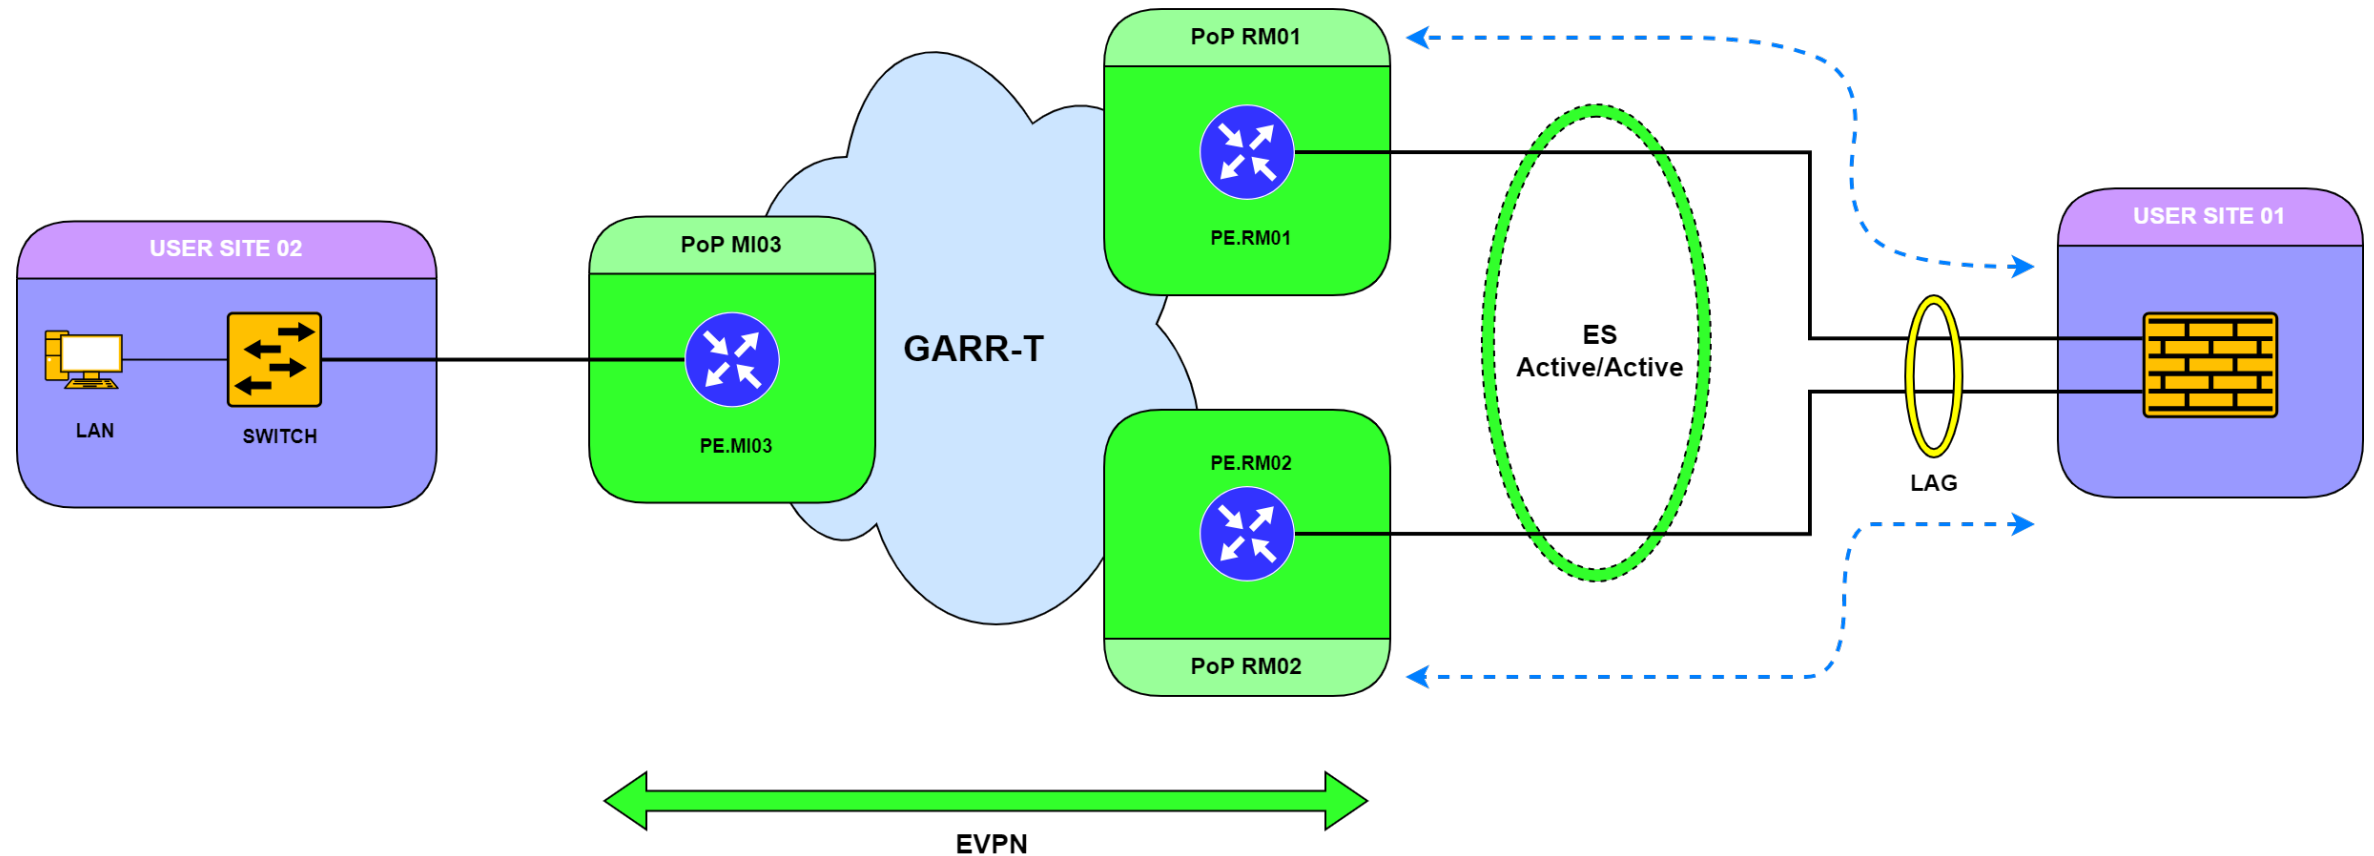 PoP RM01
PE.RM01
USER SITE 02
LAN
SWITCH
PoP MI03
PE.MI03
GARR-T
ES
Active/Active
USER SITE 01
LAG
PE.RM02
PoP RM02
EVPN